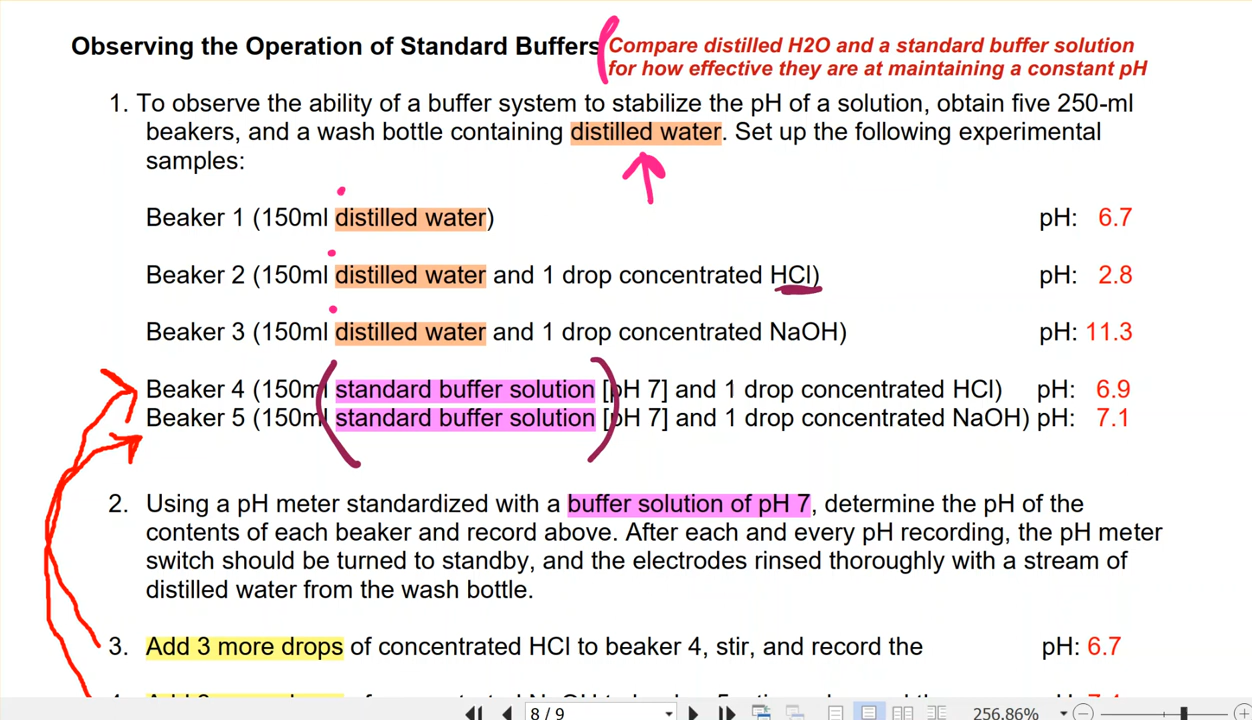 Observing the Operation of Standard Buffers Compare distilled H2O and a standard buffer solution
for how effective they are at maintaining a constant pH
1. To observe the ability of a buffer system to stabilize the pH of a solution, obtain five 250-ml
beakers, and a wash bottle containing distilled water. Set up the following experimental
samples:
Beaker 1 (150ml distilled water) pH: 6.7
Beaker 2 (150ml distilled water and 1 drop concentrated HCl) pH: 2.8
Beaker 3 (150ml distilled water and 1 drop concentrated NaOH) pH: 11.3
Beaker 4 (150ml standard buffer solution [pH 7] and 1 drop concentrated HCl) pH: 6.9
Beaker 5 (150ml standard buffer solution [pH 7] and 1 drop concentrated NaOH) pH: 7.1
2. Using a pH meter standardized with a buffer solution of pH 7, determine the pH of the
contents of each beaker and record above. After each and every pH recording, the pH meter
switch should be turned to standby, and the electrodes rinsed thoroughly with a stream of
distilled water from the wash bottle.
3. Add 3 more drops of concentrated HCl to beaker 4, stir, and record the pH: 6.7
8 / 9 256.86%